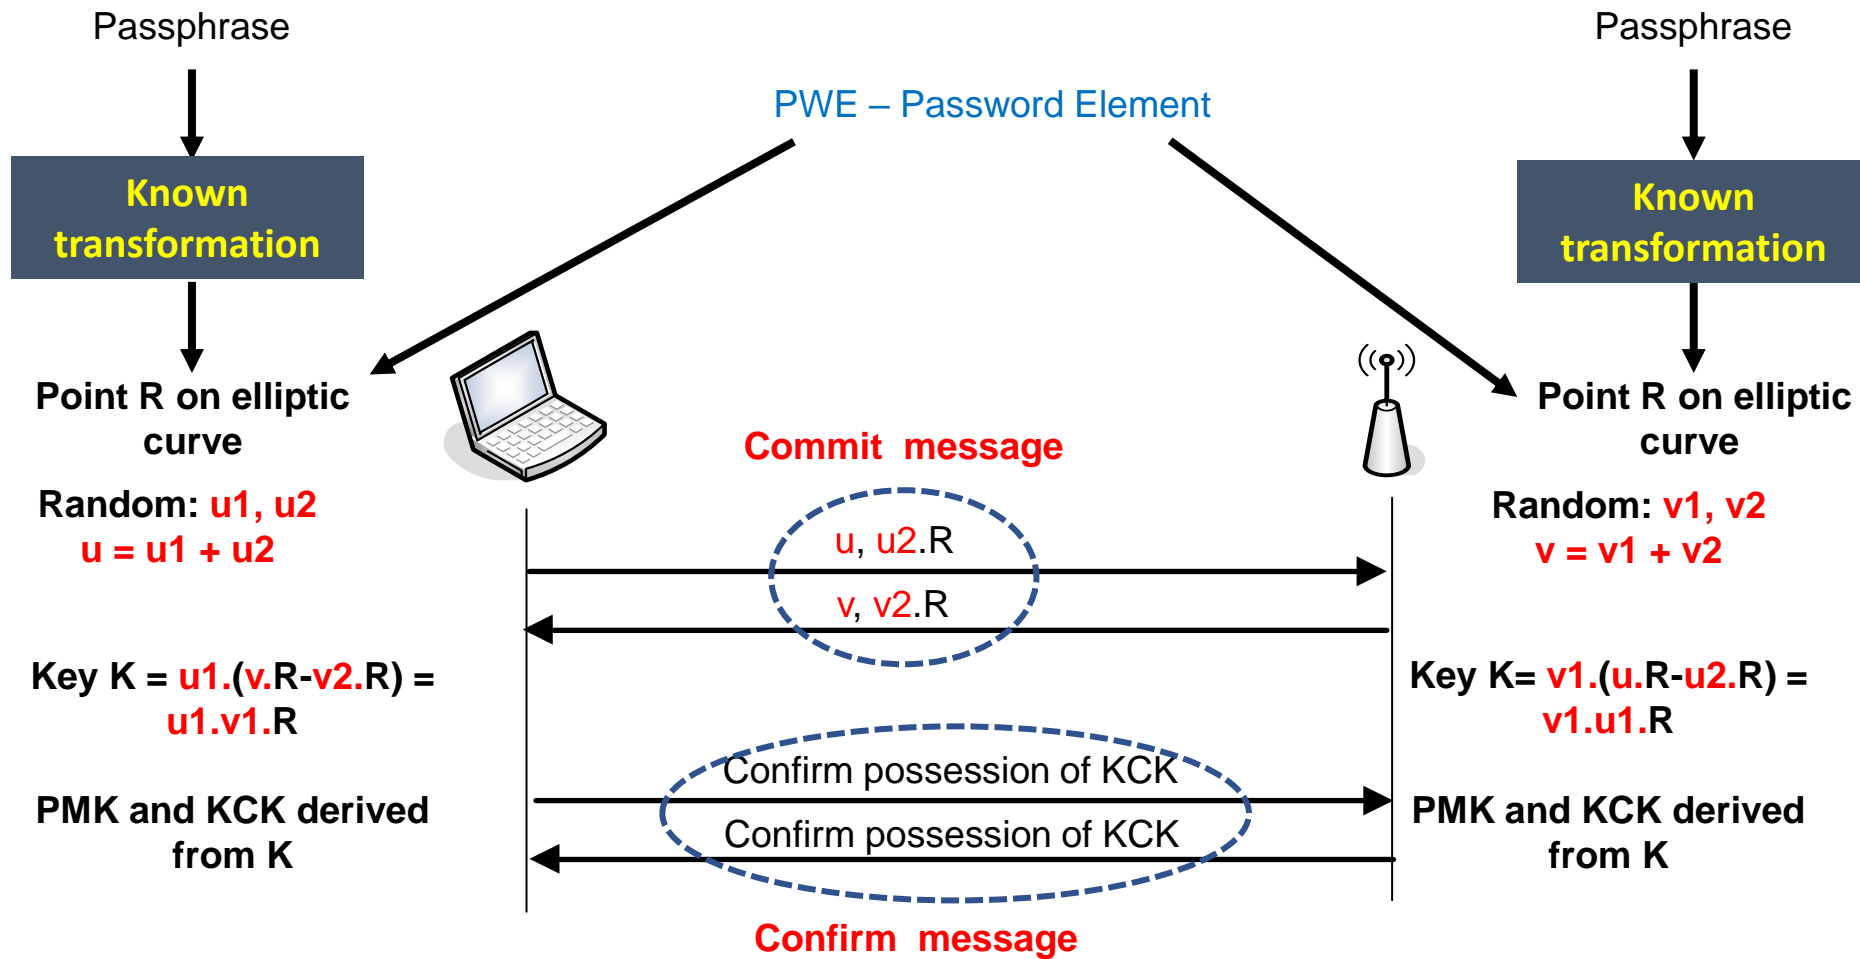 Passphrase
Passphrase
PWE – Password Element
Known
transformation
Known
transformation
Point R on elliptic
curve
Point R on elliptic
curve
Commit message
Random: u1, u2
u = u1 + u2
Random: v1, v2
v = v1 + v2
u, u2.R
v, v2.R
Key K = u1.(v.R-v2.R) =
u1.v1.R
Key K= v1.(u.R-u2.R) =
v1.u1.R
Confirm possession of KCK
Confirm possession of KCK
PMK and KCK derived
from K
PMK and KCK derived
from K
Confirm message